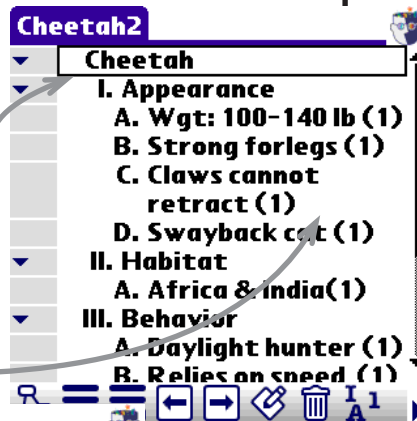 Cheetah2
Cheetah
I. Appearance
A. Wgt: 100-140 lb (1)
B. Strong forlegs (1)
C. Claws cannot
retract (1)
D. Swayback cat (1)
II. Habitat
A. Africa & India(1)
III. Behavior
A. Daylight hunter (1)
B. Relies on speed (1)